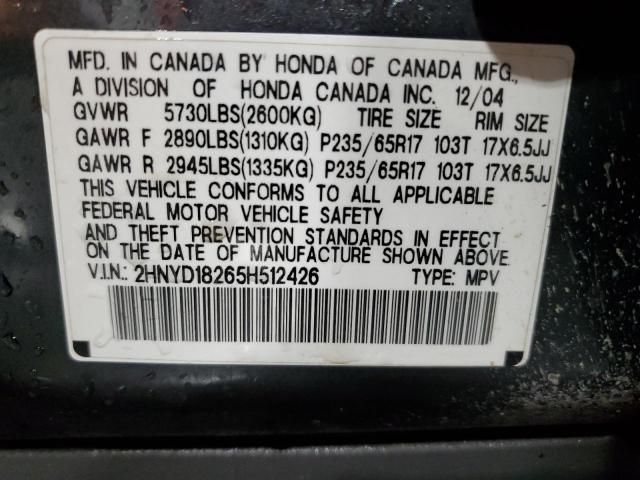 MFD. IN CANADA BY HONDA OF CANADA MFG.,
A DIVISION OF HONDA CANADA INC. 12/04
GVWR 5730LBS(2600KG) TIRE SIZE RIM SIZE
GAWR F 2890LBS(1310KG) P235/65R17 103T 17X6.5JJ
GAWR R 2945LBS(1335KG) P235/65R17 103T 17X6.5JJ
THIS VEHICLE CONFORMS TO ALL APPLICABLE
FEDERAL MOTOR VEHICLE SAFETY
AND THEFT PREVENTION STANDARDS IN EFFECT
ON THE DATE OF MANUFACTURE SHOWN ABOVE.
V.I.N.: 2HNYD18265H512426 TYPE: MPV